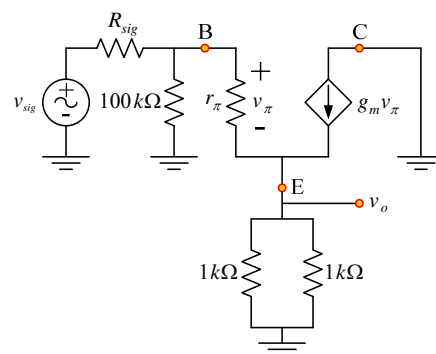 R_sig
B
C
+
v_sig
-
100kΩ
r_π
+
v_π
-
g_m v_π
E
v_o
1kΩ
1kΩ